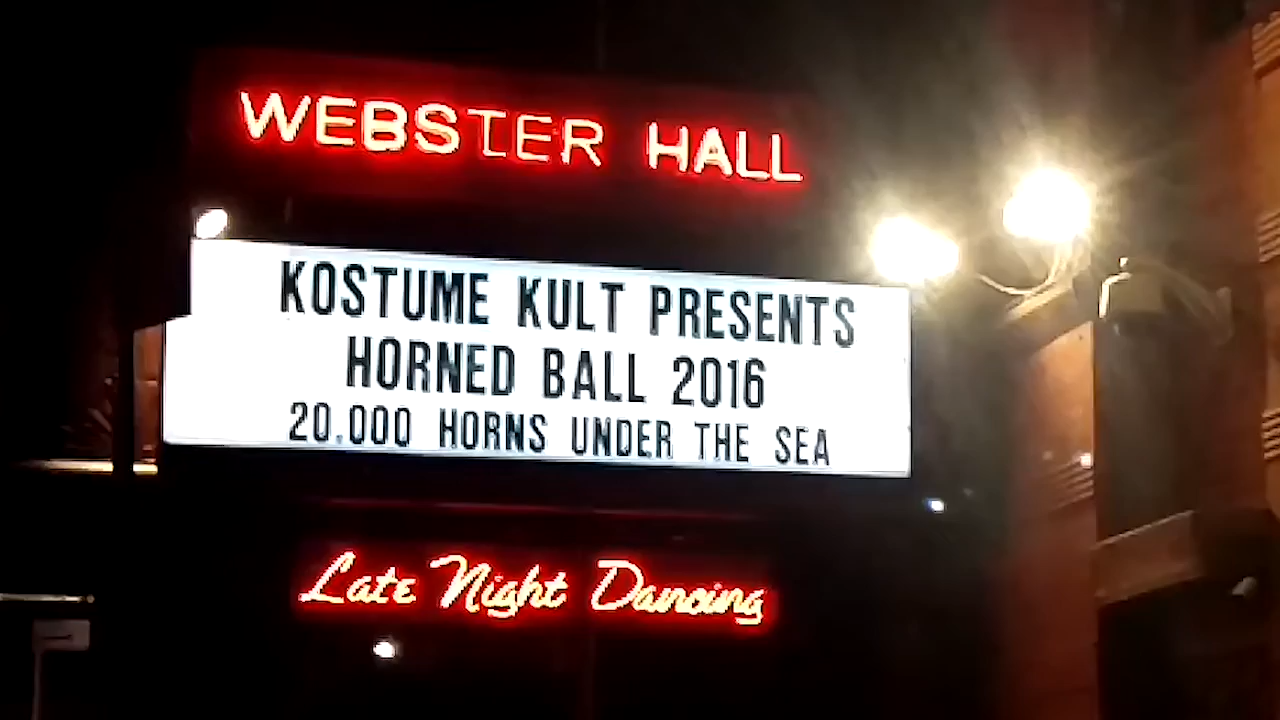 WEBSTER HALL
KOSTUME KULT PRESENTS
HORNED BALL 2016
20.000 HORNS UNDER THE SEA
Late Night Dancing